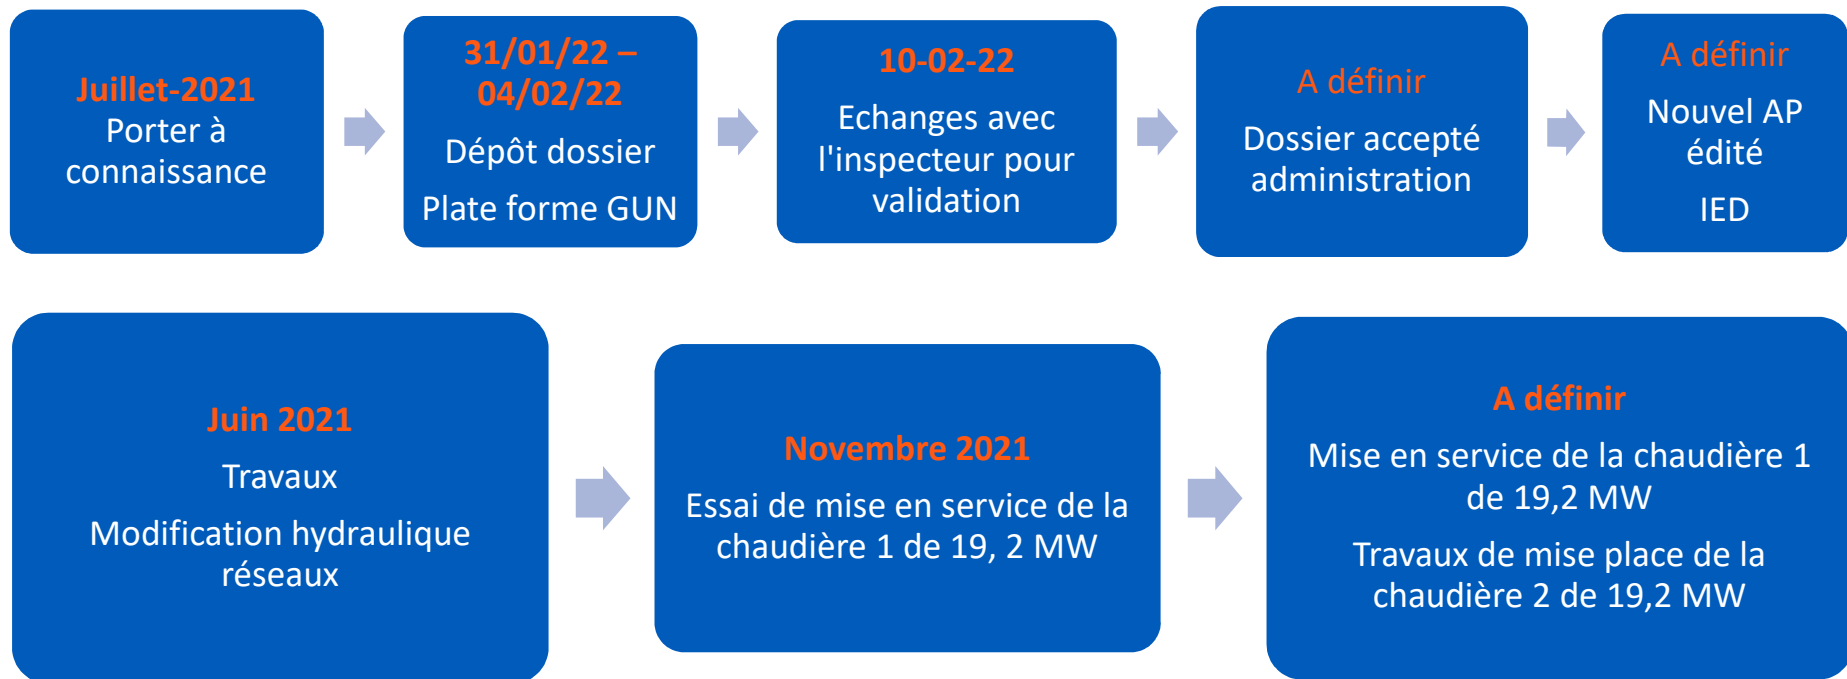 Juillet-2021
Porter à
connaissance
31/01/22 –
04/02/22
Dépôt dossier
Plate forme GUN
10-02-22
Echanges avec
l'inspecteur pour
validation
A définir
Dossier accepté
administration
A définir
Nouvel AP
édité
IED
Juin 2021
Travaux
Modification hydraulique
réseaux
Novembre 2021
Essai de mise en service de la
chaudière 1 de 19, 2 MW
A définir
Mise en service de la chaudière 1
de 19,2 MW
Travaux de mise place de la
chaudière 2 de 19,2 MW